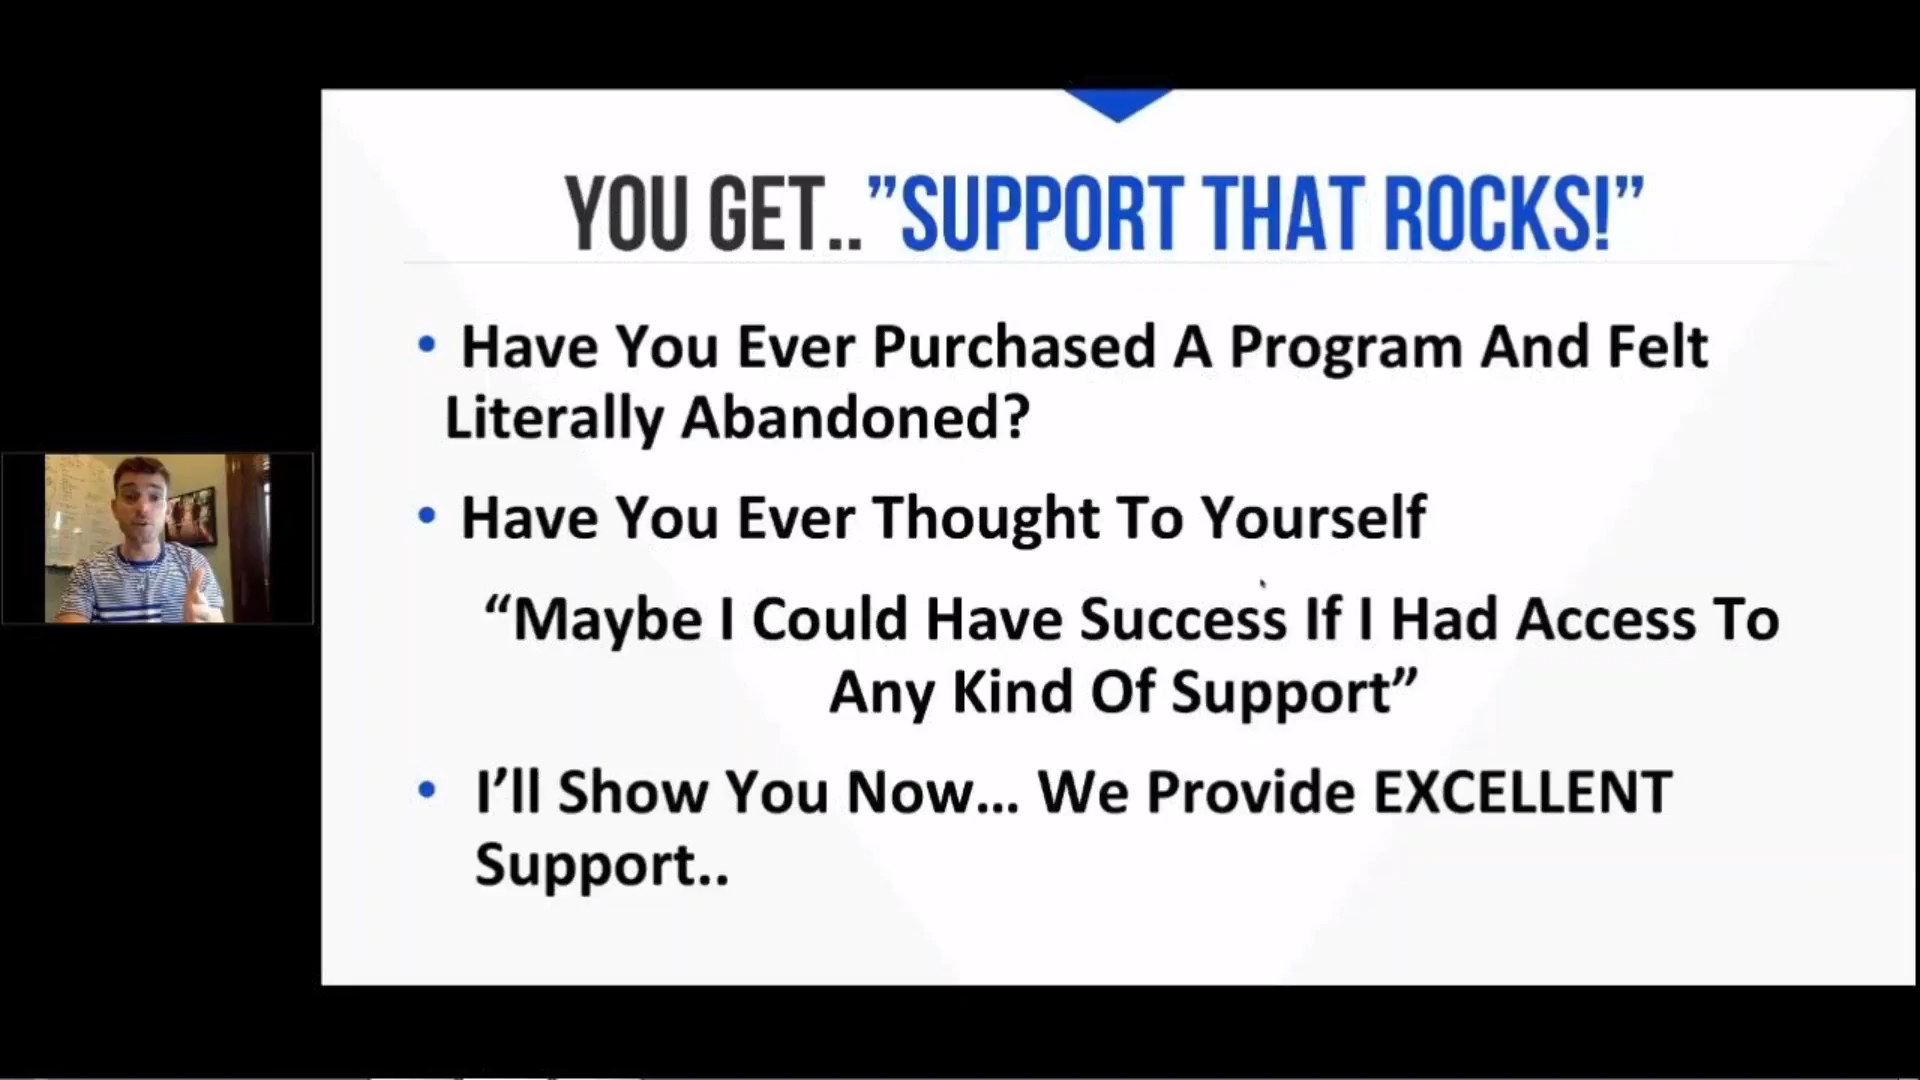 YOU GET.. ”SUPPORT THAT ROCKS!”
• Have You Ever Purchased A Program And Felt
Literally Abandoned?
• Have You Ever Thought To Yourself
“Maybe I Could Have Success If I Had Access To
Any Kind Of Support”
• I’ll Show You Now... We Provide EXCELLENT
Support..